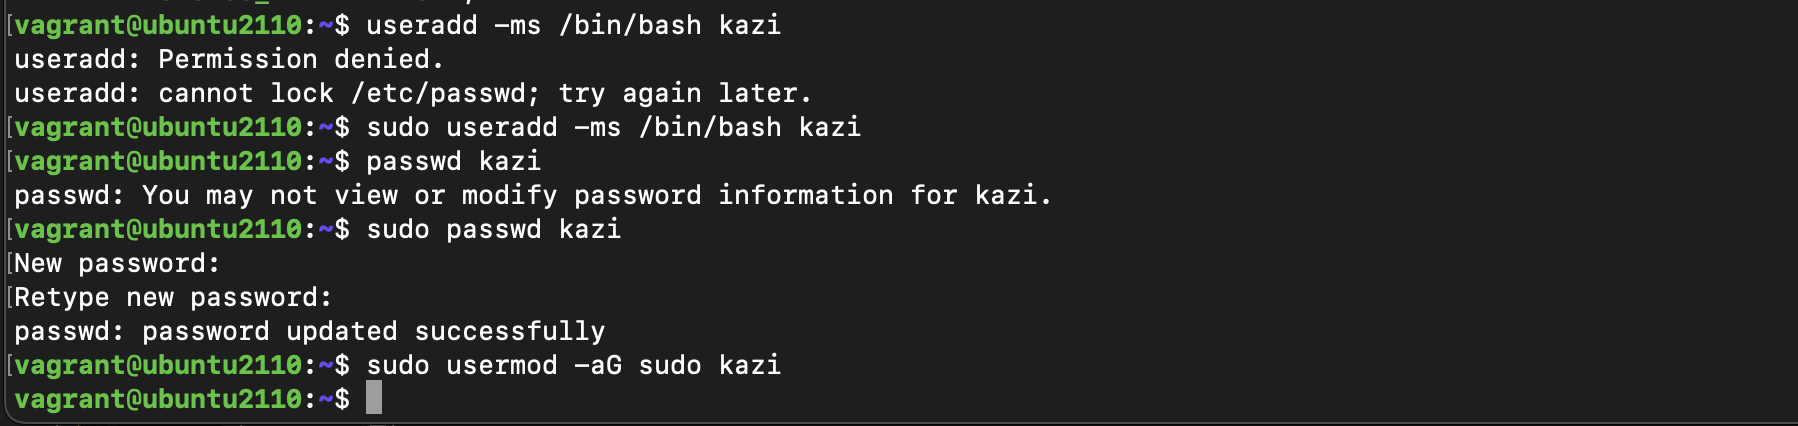 [vagrant@ubuntu2110:~$ useradd -ms /bin/bash kazi
useradd: Permission denied.
useradd: cannot lock /etc/passwd; try again later.
[vagrant@ubuntu2110:~$ sudo useradd -ms /bin/bash kazi
[vagrant@ubuntu2110:~$ passwd kazi
passwd: You may not view or modify password information for kazi.
[vagrant@ubuntu2110:~$ sudo passwd kazi
[New password:
[Retype new password:
passwd: password updated successfully
[vagrant@ubuntu2110:~$ sudo usermod -aG sudo kazi
vagrant@ubuntu2110:~$